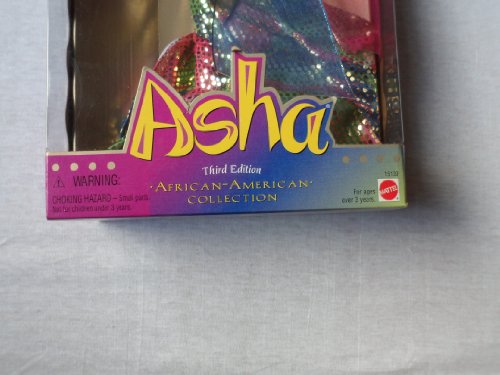 Asha
Third Edition
·AFRICAN-AMERICAN·
COLLECTION
⚠ WARNING:
CHOKING HAZARD – Small parts
Not for children under 3 years.
15139
MATTEL
For ages
over 3 years.